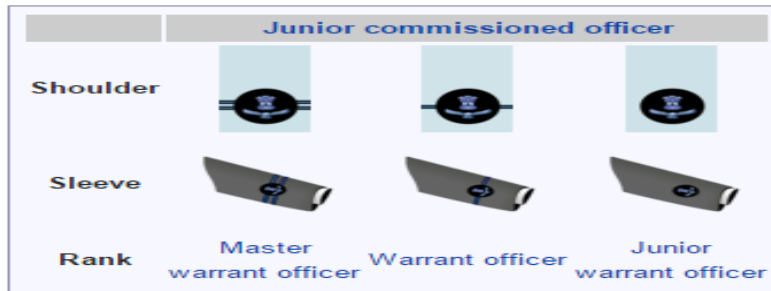 Junior commissioned officer
Shoulder
Sleeve
Rank
Master
warrant officer
Warrant officer
Junior
warrant officer